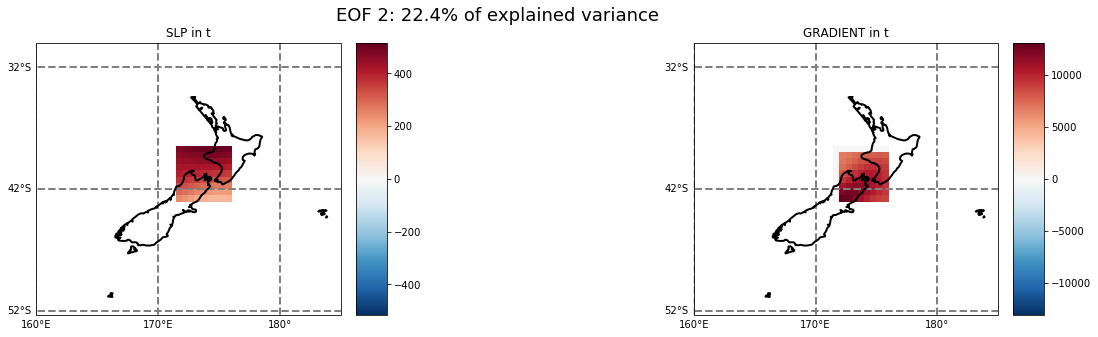 EOF 2: 22.4% of explained variance
SLP in t
32°S
42°S
52°S
160°E
170°E
180°
400
200
0
−200
−400
GRADIENT in t
32°S
42°S
52°S
160°E
170°E
180°
10000
5000
0
−5000
−10000